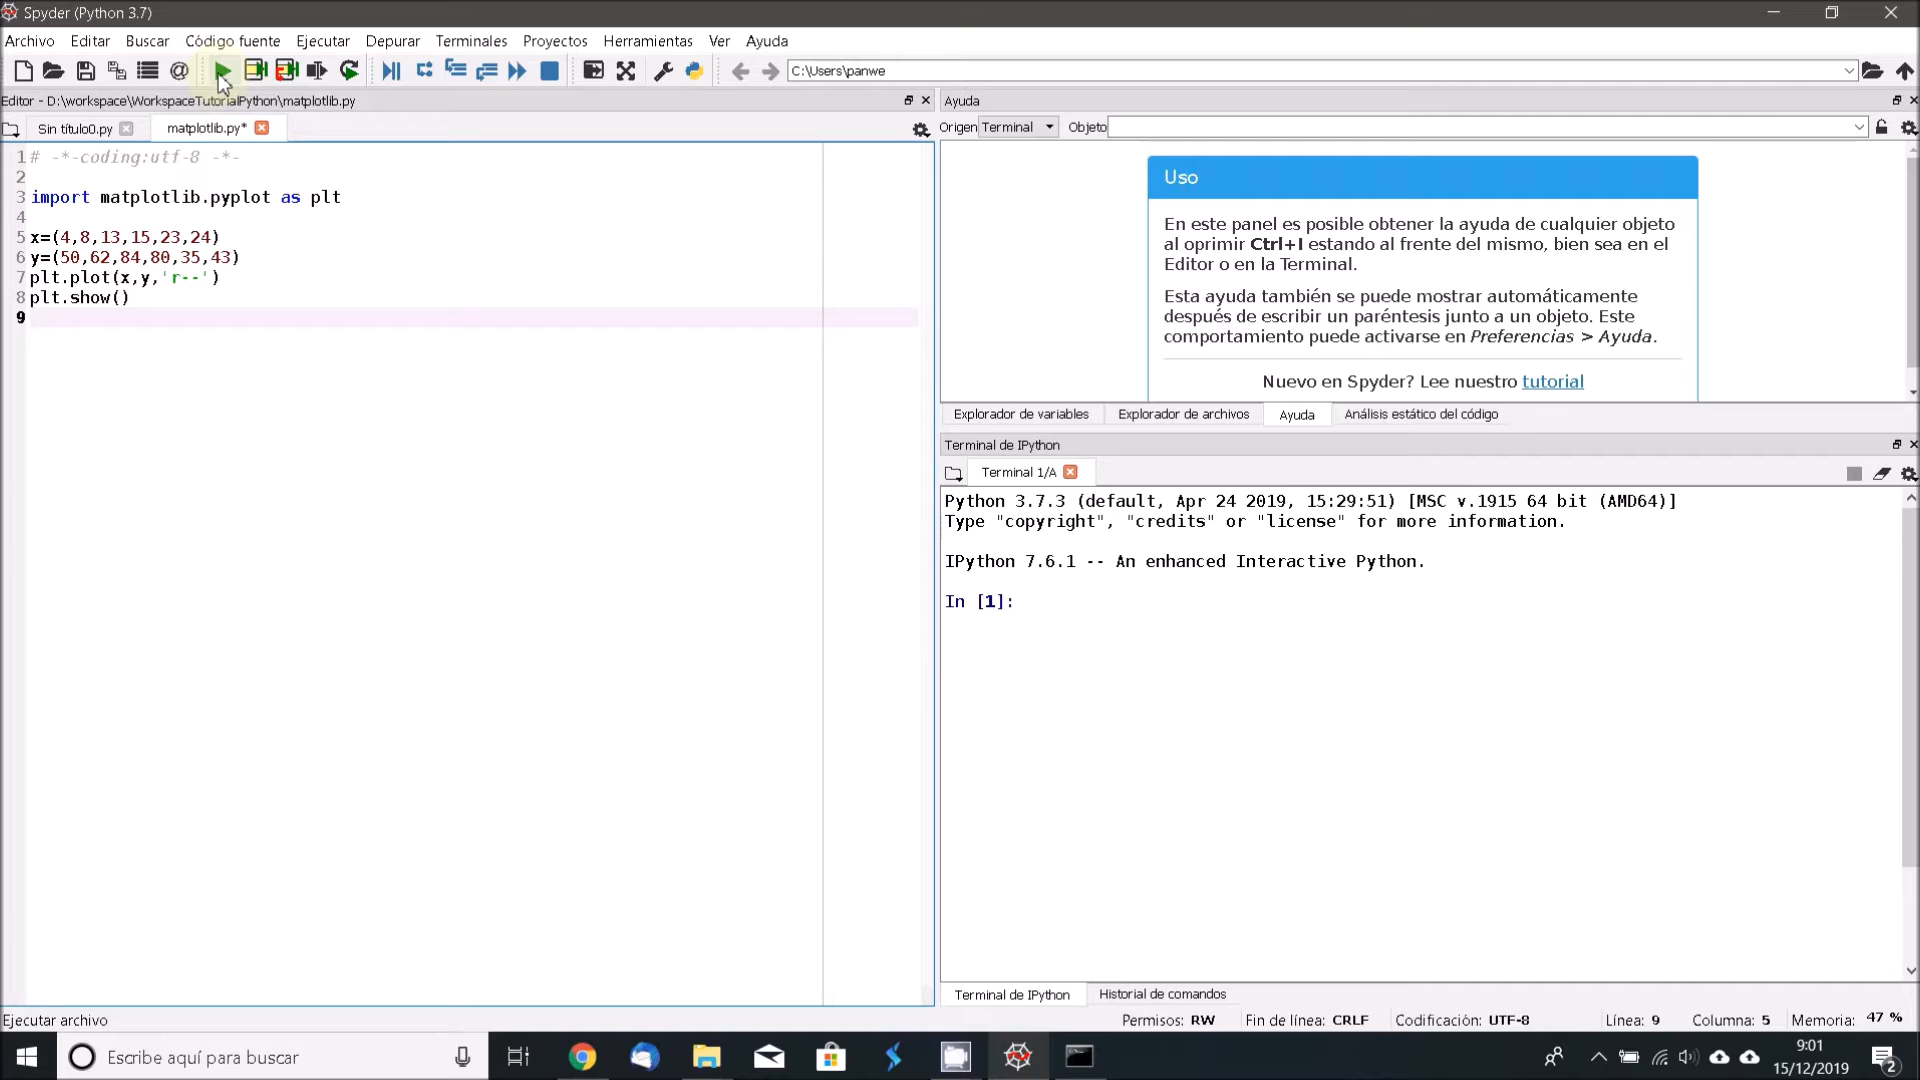 Spyder (Python 3.7)
Archivo Editar Buscar Código fuente Ejecutar Depurar Terminales Proyectos Herramientas Ver Ayuda
C:\Users\panwe
Editor - D:\workspace\WorkspaceTutorialPython\matplotlib.py
Sin título0.py matplotlib.py*
1 # -*-coding:utf-8 -*-
2
3 import matplotlib.pyplot as plt
4
5 x=(4,8,13,15,23,24)
6 y=(50,62,84,80,35,43)
7 plt.plot(x,y,'r--')
8 plt.show()
9
Ayuda
Origen Terminal Objeto
Uso
En este panel es posible obtener la ayuda de cualquier objeto
al oprimir Ctrl+I estando al frente del mismo, bien sea en el
Editor o en la Terminal.
Esta ayuda también se puede mostrar automáticamente
después de escribir un paréntesis junto a un objeto. Este
comportamiento puede activarse en Preferencias > Ayuda.
Nuevo en Spyder? Lee nuestro tutorial
Explorador de variables Explorador de archivos Ayuda Análisis estático del código
Terminal de IPython
Terminal 1/A
Python 3.7.3 (default, Apr 24 2019, 15:29:51) [MSC v.1915 64 bit (AMD64)]
Type "copyright", "credits" or "license" for more information.
IPython 7.6.1 -- An enhanced Interactive Python.
In [1]:
Terminal de IPython Historial de comandos
Ejecutar archivo
Permisos: RW Fin de línea: CRLF Codificación: UTF-8 Línea: 9 Columna: 5 Memoria: 47 %
Escribe aquí para buscar
9:01
15/12/2019
2